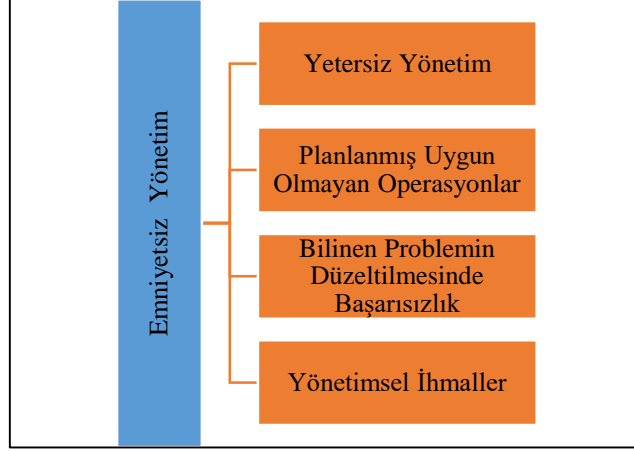 Emniyetsiz Yönetim
Yetersiz Yönetim
Planlanmış Uygun
Olmayan Operasyonlar
Bilinen Problemin
Düzeltilmesinde
Başarısızlık
Yönetimsel İhmaller